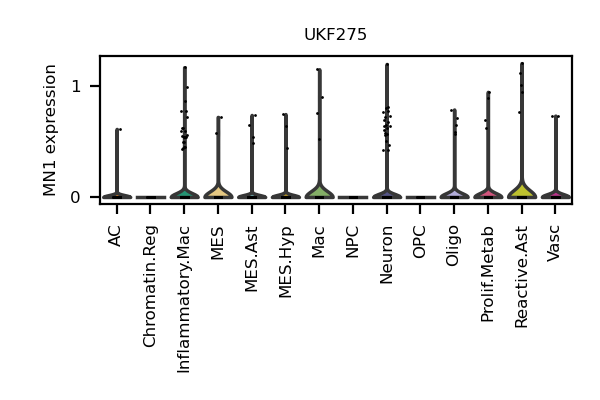 UKF275
MN1 expression
1
0
AC
Chromatin.Reg
Inflammatory.Mac
MES
MES.Ast
MES.Hyp
Mac
NPC
Neuron
OPC
Oligo
Prolif.Metab
Reactive.Ast
Vasc